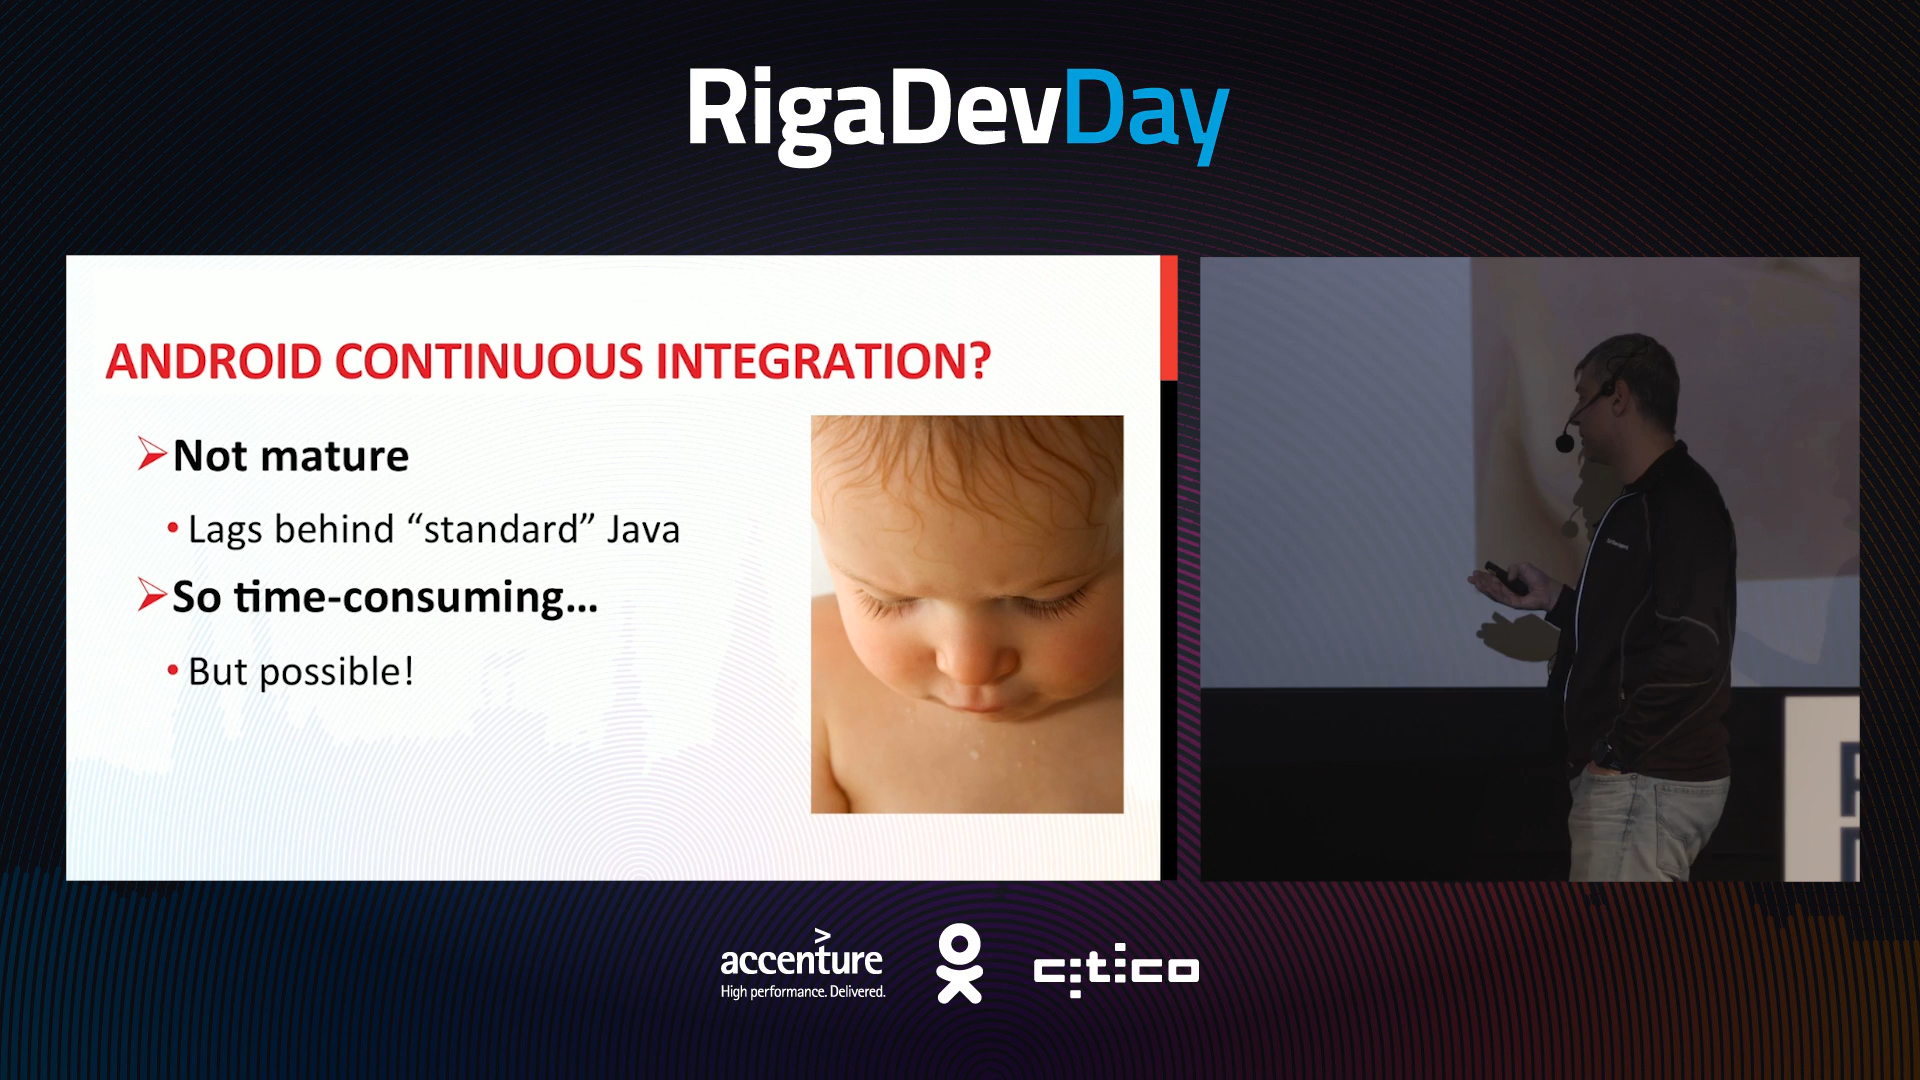 RigaDevDay
ANDROID CONTINUOUS INTEGRATION?
Not mature
Lags behind “standard” Java
So time-consuming...
But possible!
accenture
High performance. Delivered.
citico